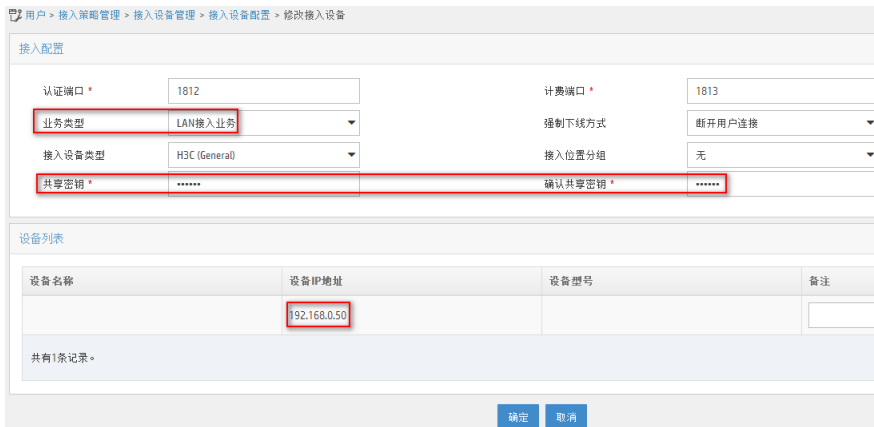 用户 > 接入策略管理 > 接入设备管理 > 接入设备配置 > 修改接入设备
接入配置
认证端口 * 1812 计费端口 * 1813
业务类型 LAN接入业务 强制下线方式 断开用户连接
接入设备类型 H3C (General) 接入位置分组 无
共享密钥 * •••••• 确认共享密钥 * ••••••
设备列表
设备名称 设备IP地址 设备型号 备注
192.168.0.50
共有1条记录。
确定 取消